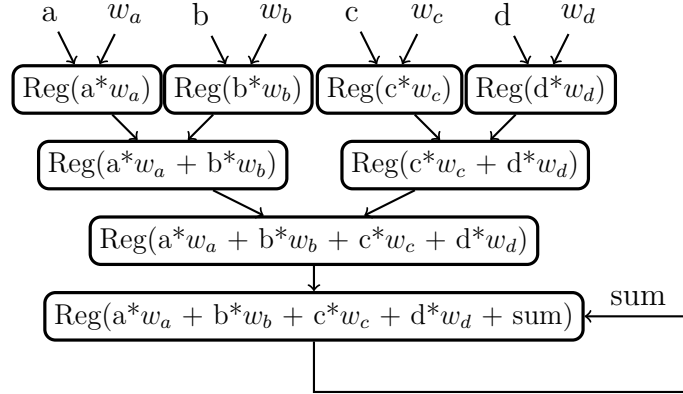 a w_a b w_b c w_c d w_d
Reg(a*w_a) Reg(b*w_b) Reg(c*w_c) Reg(d*w_d)
Reg(a*w_a + b*w_b) Reg(c*w_c + d*w_d)
Reg(a*w_a + b*w_b + c*w_c + d*w_d)
sum
Reg(a*w_a + b*w_b + c*w_c + d*w_d + sum)